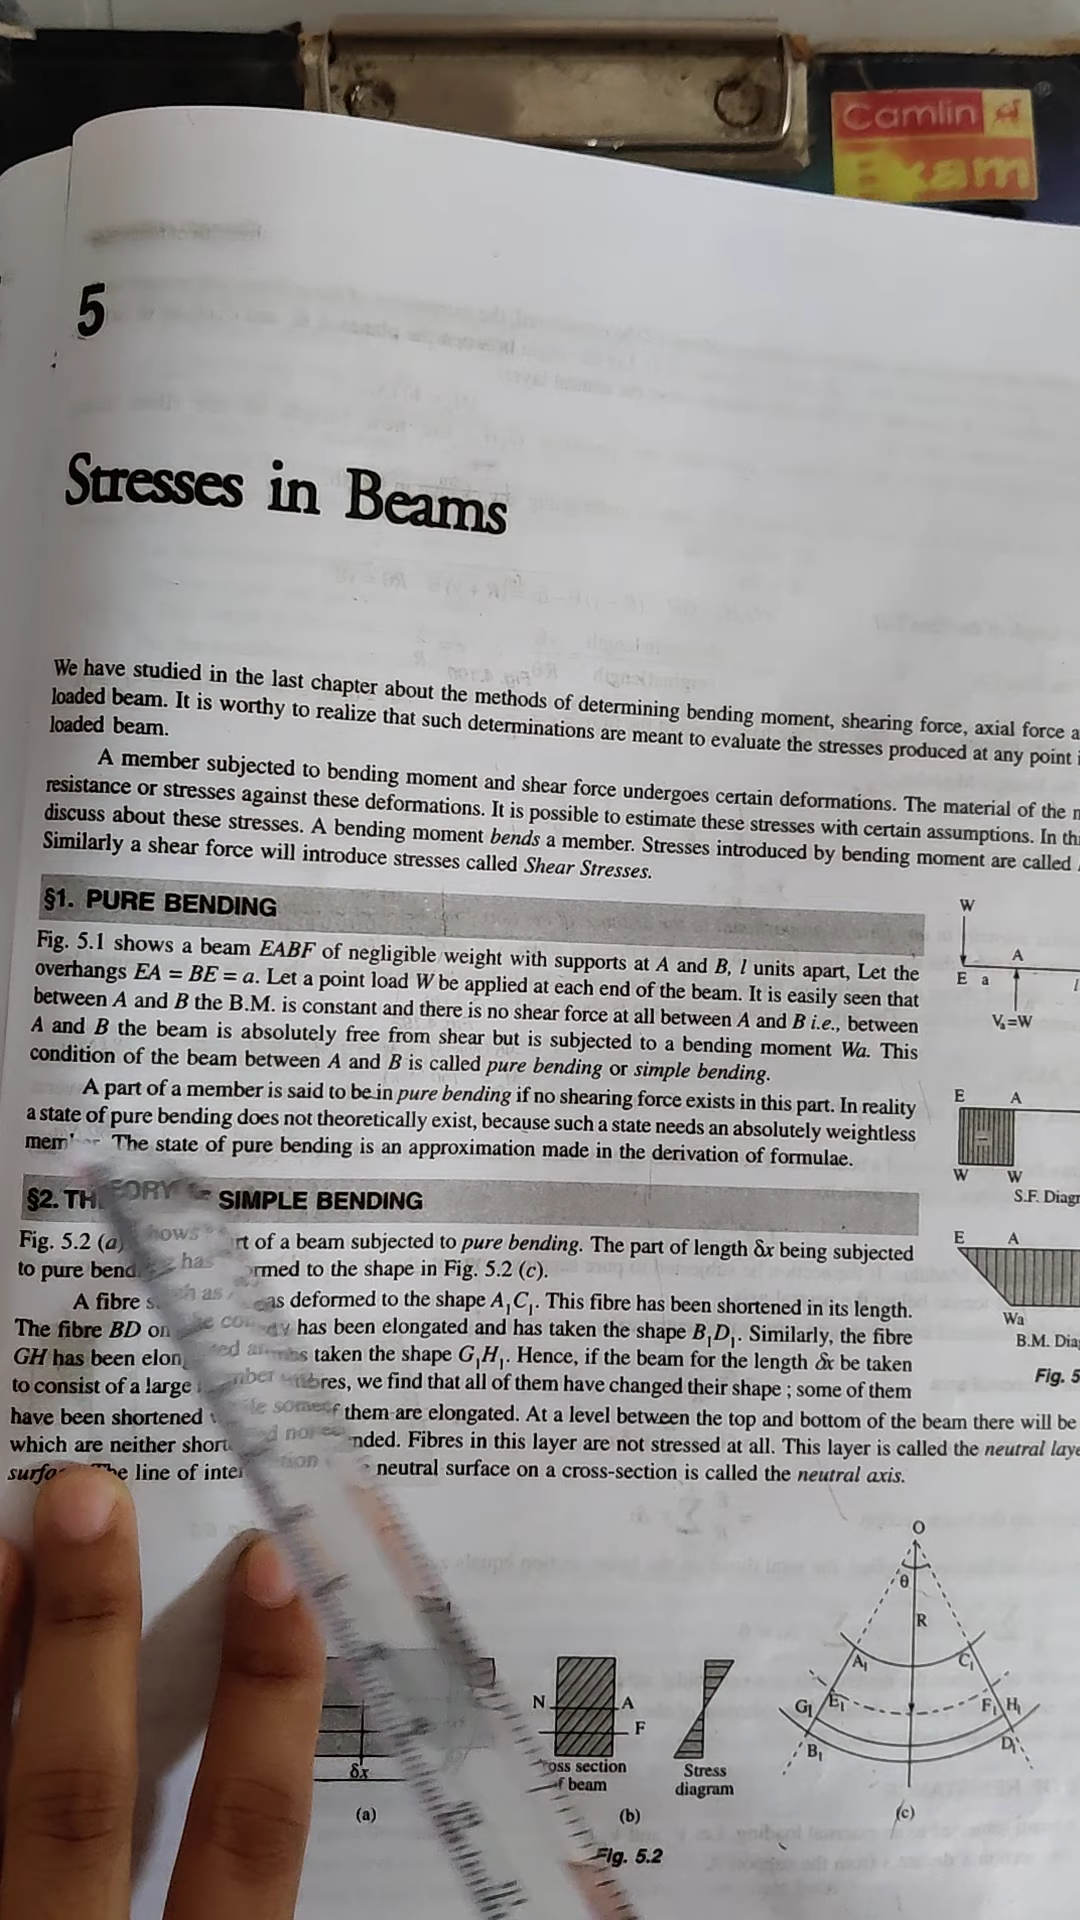 Camlin
Exam
5
Stresses in Beams
We have studied in the last chapter about the methods of determining bending moment, shearing force, axial force a
loaded beam. It is worthy to realize that such determinations are meant to evaluate the stresses produced at any point i
loaded beam.
A member subjected to bending moment and shear force undergoes certain deformations. The material of the
resistance or stresses against these deformations. It is possible to estimate these stresses with certain assumptions. In thi
discuss about these stresses. A bending moment bends a member. Stresses introduced by bending moment are called
Similarly a shear force will introduce stresses called Shear Stresses.
§1. PURE BENDING
Fig. 5.1 shows a beam EABF of negligible weight with supports at A and B, l units apart, Let the
overhangs EA = BE = a. Let a point load W be applied at each end of the beam. It is easily seen that
between A and B the B.M. is constant and there is no shear force at all between A and B i.e., between
A and B the beam is absolutely free from shear but is subjected to a bending moment Wa. This
condition of the beam between A and B is called pure bending or simple bending.
A part of a member is said to be in pure bending if no shearing force exists in this part. In reality
a state of pure bending does not theoretically exist, because such a state needs an absolutely weightless
The state of pure bending is an approximation made in the derivation of formulae.
W
A
E a l
Vₐ=W
E A
W W
S.F. Diagr
E A
Wa
B.M. Dia
Fig. 5
§2. THEORY SIMPLE BENDING
Fig. 5.2 (a) shows rt of a beam subjected to pure bending. The part of length δx being subjected
to pure bend has ormed to the shape in Fig. 5.2 (c).
A fibre such as has deformed to the shape A₁C₁. This fibre has been shortened in its length.
The fibre BD on has been elongated and has taken the shape B₁D₁. Similarly, the fibre
GH has been elongated taken the shape G₁H₁. Hence, if the beam for the length δx be taken
to consist of a large number fibres, we find that all of them have changed their shape ; some of them
have been shortened some them are elongated. At a level between the top and bottom of the beam there will be
which are neither short nor nded. Fibres in this layer are not stressed at all. This layer is called the neutral laye
The line of inter neutral surface on a cross-section is called the neutral axis.
δx
(a)
N A
F
oss section
of beam
(b)
Stress
diagram
O
θ
R
A₁ C₁
G₁ E₁ F₁ H₁
B₁ D₁
(c)
Fig. 5.2